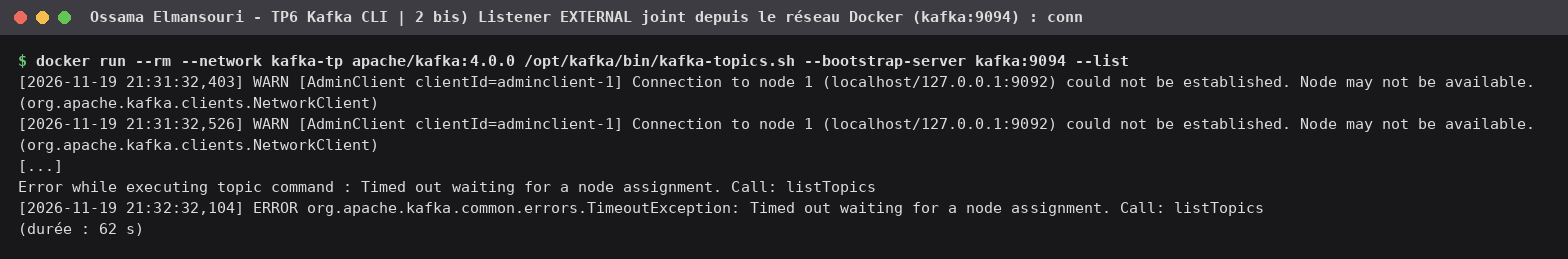 Ossama Elmansouri - TP6 Kafka CLI | 2 bis) Listener EXTERNAL joint depuis le réseau Docker (kafka:9094) : conn
$ docker run --rm --network kafka-tp apache/kafka:4.0.0 /opt/kafka/bin/kafka-topics.sh --bootstrap-server kafka:9094 --list
[2026-11-19 21:31:32,403] WARN [AdminClient clientId=adminclient-1] Connection to node 1 (localhost/127.0.0.1:9092) could not be established. Node may not be available.
(org.apache.kafka.clients.NetworkClient)
[2026-11-19 21:31:32,526] WARN [AdminClient clientId=adminclient-1] Connection to node 1 (localhost/127.0.0.1:9092) could not be established. Node may not be available.
(org.apache.kafka.clients.NetworkClient)
[...]
Error while executing topic command : Timed out waiting for a node assignment. Call: listTopics
[2026-11-19 21:32:32,104] ERROR org.apache.kafka.common.errors.TimeoutException: Timed out waiting for a node assignment. Call: listTopics
(durée : 62 s)